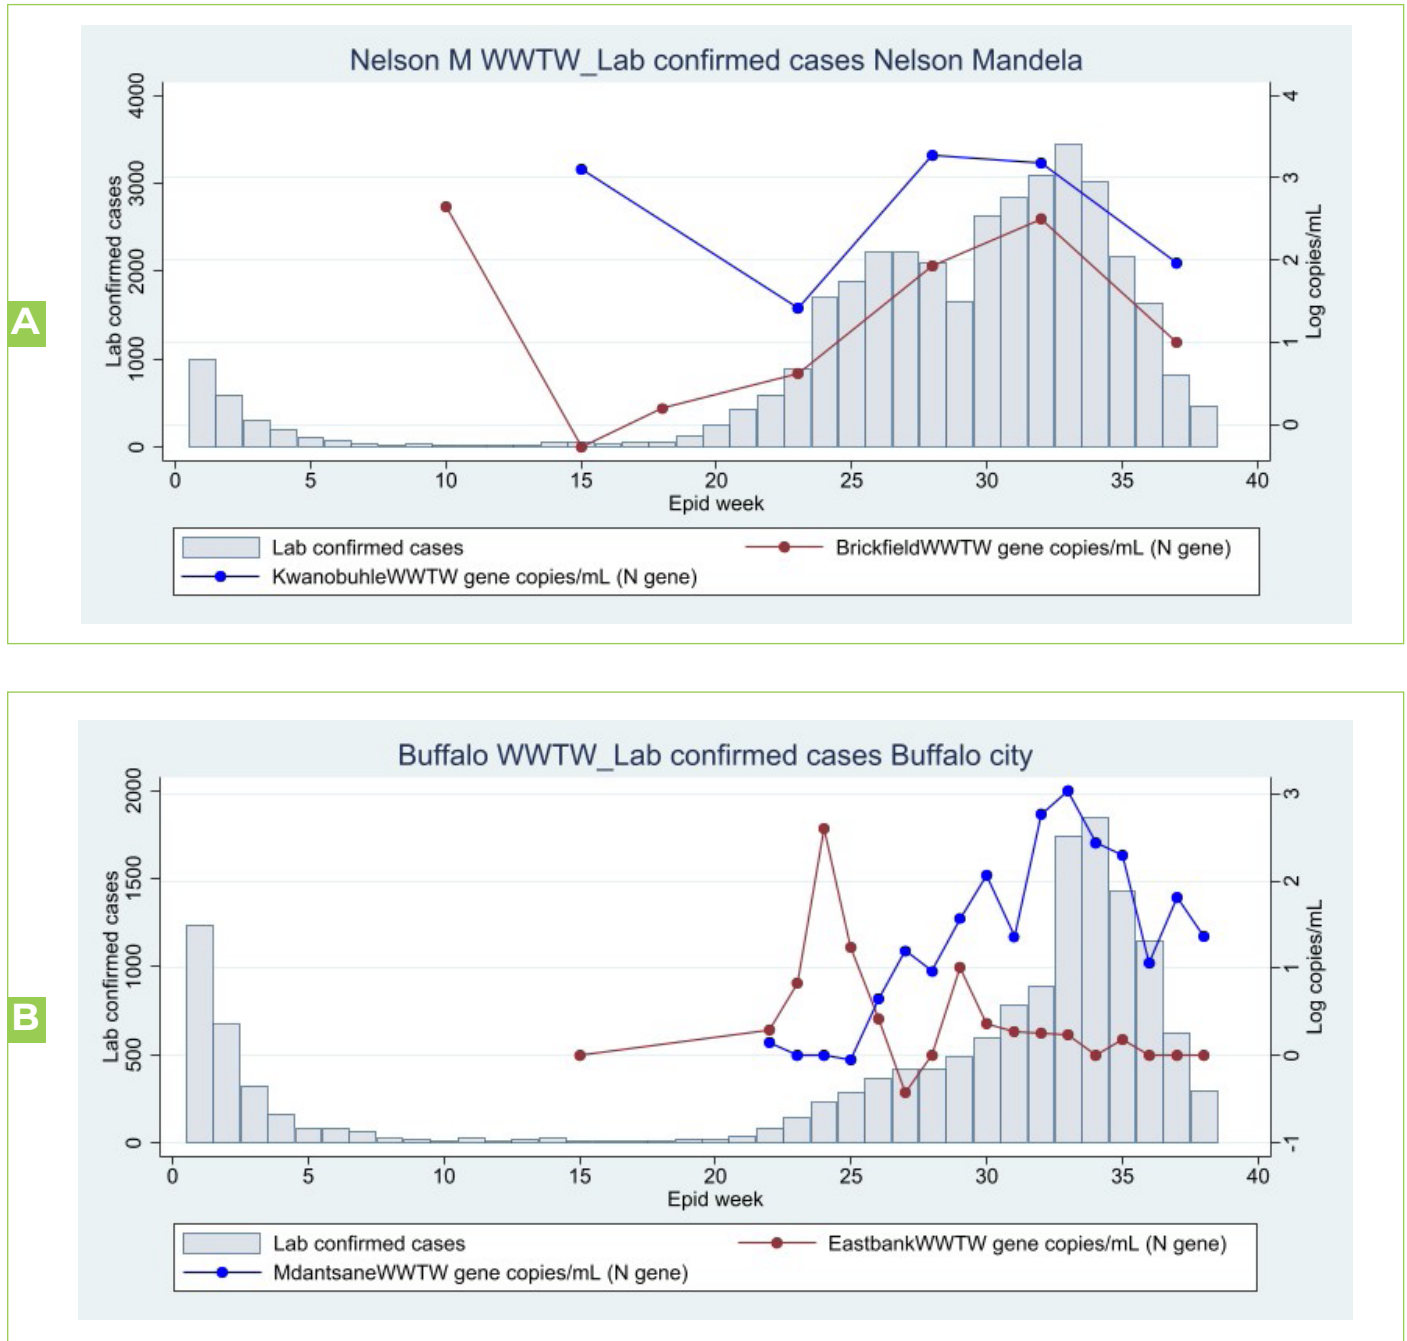 A
Nelson M WWTW_Lab confirmed cases Nelson Mandela
Lab confirmed cases
4000
3000
2000
1000
0
Log copies/mL
4
3
2
1
0
0 5 10 15 20 25 30 35 40
Epid week
Lab confirmed cases
BrickfieldWWTW gene copies/mL (N gene)
KwanobuhleWWTW gene copies/mL (N gene)
B
Buffalo WWTW_Lab confirmed cases Buffalo city
Lab confirmed cases
2000
1500
1000
500
0
Log copies/mL
3
2
1
0
-1
0 5 10 15 20 25 30 35 40
Epid week
Lab confirmed cases
EastbankWWTW gene copies/mL (N gene)
MdantsaneWWTW gene copies/mL (N gene)